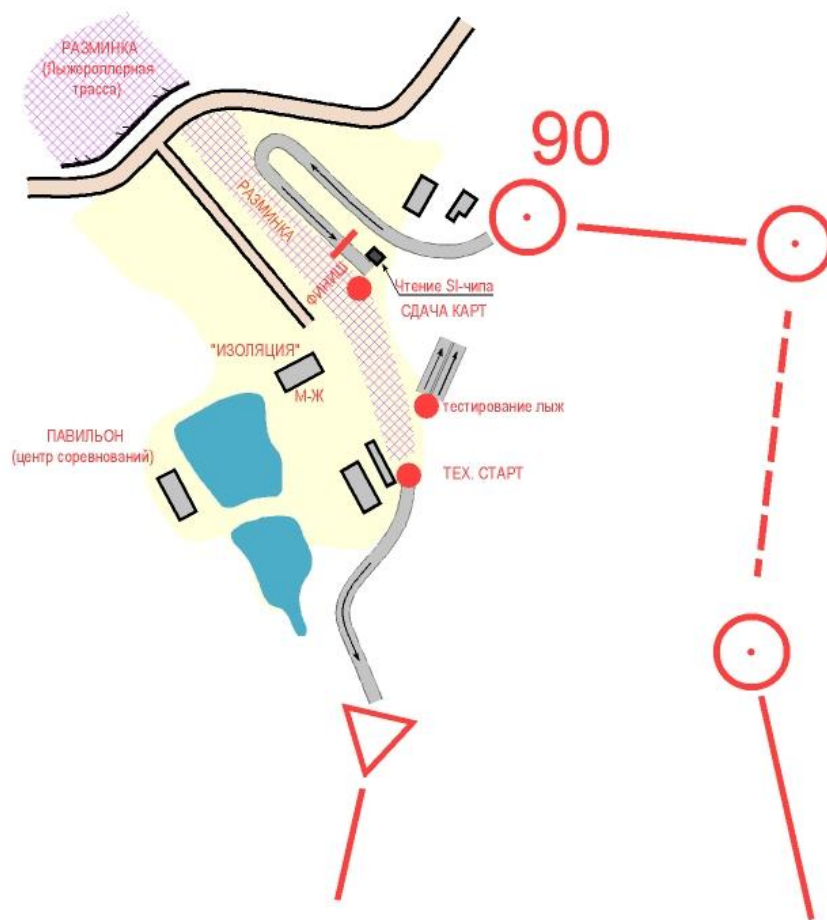 РАЗМИНКА
(Лыжероллерная
трасса)
90
РАЗМИНКА
ФИНИШ
Чтение SI-чипа
СДАЧА КАРТ
"ИЗОЛЯЦИЯ"
М-Ж
тестирование лыж
ПАВИЛЬОН
(центр соревнований)
ТЕХ. СТАРТ